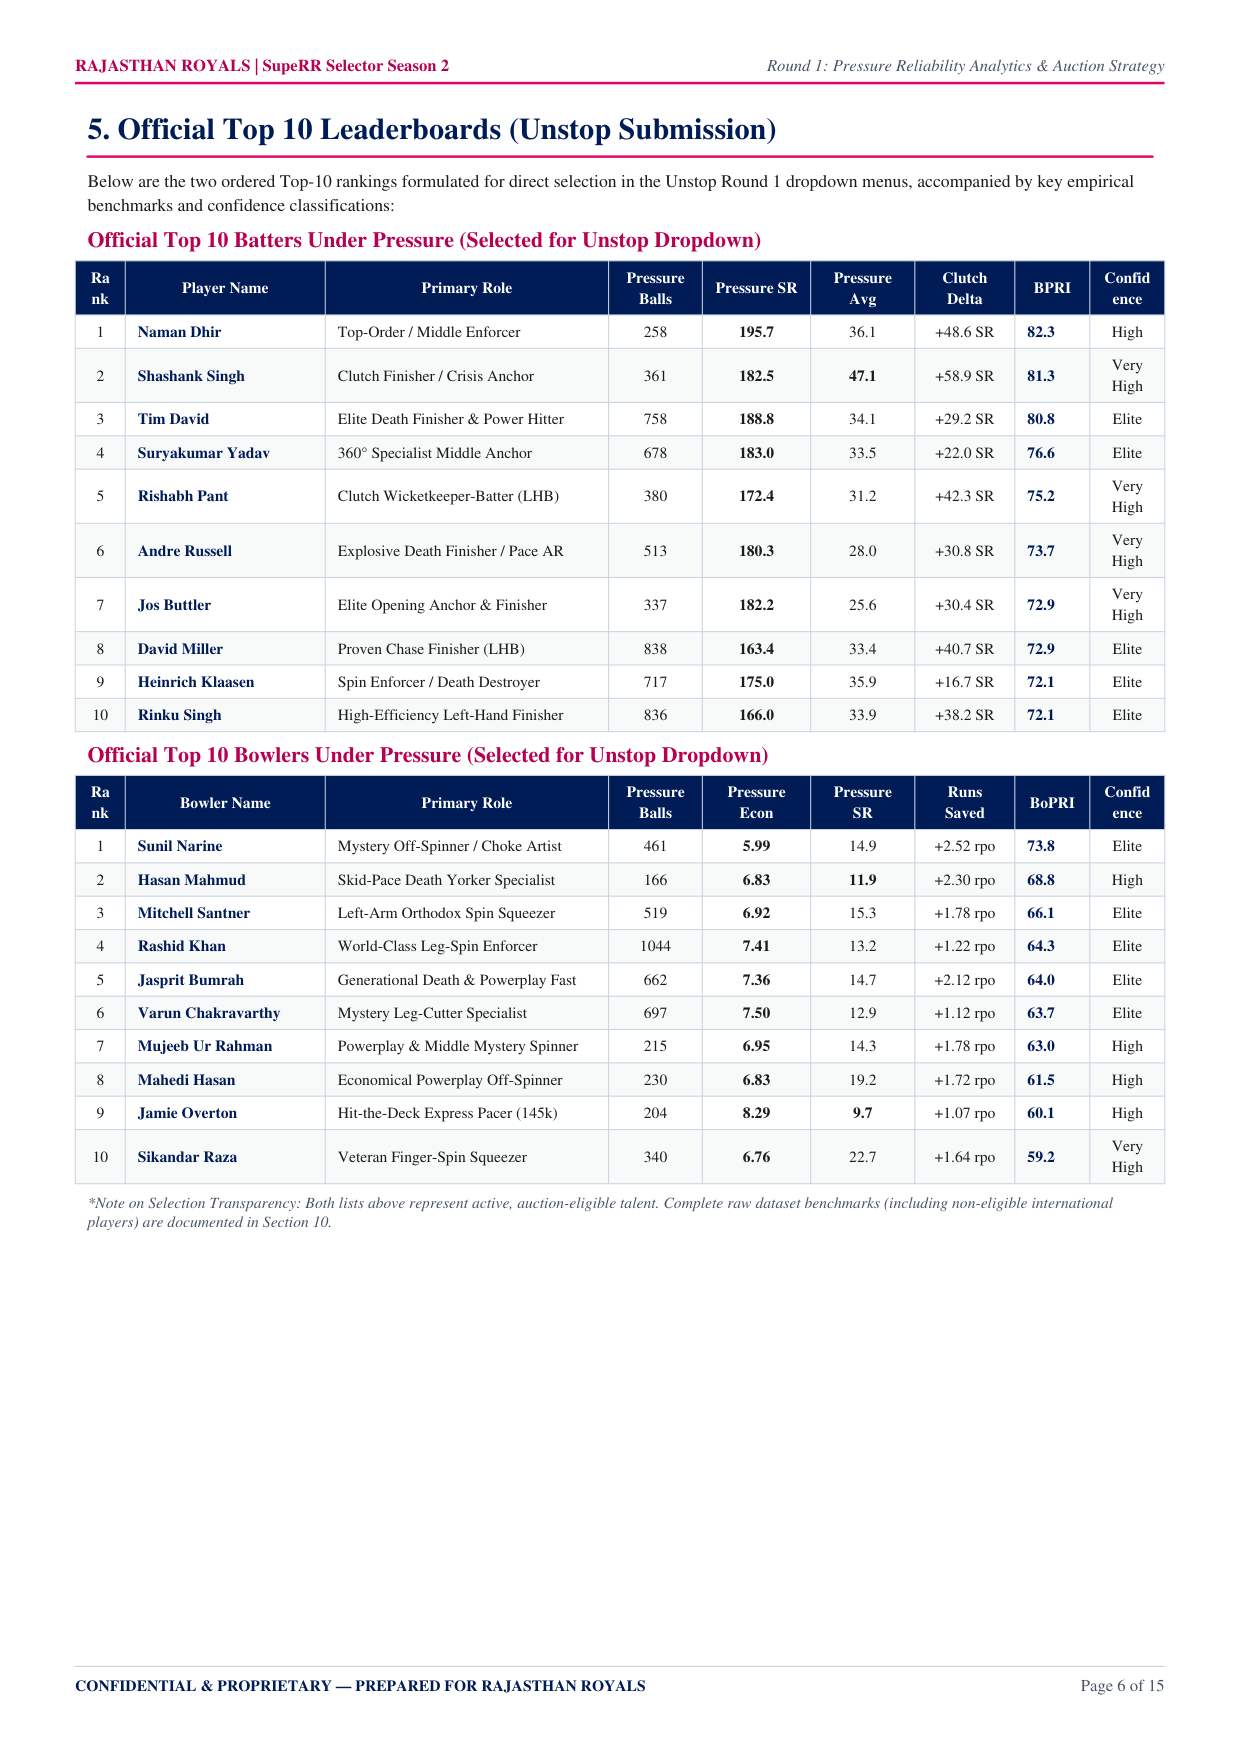 RAJASTHAN ROYALS | SupeRR Selector Season 2 Round 1: Pressure Reliability Analytics & Auction Strategy
5. Official Top 10 Leaderboards (Unstop Submission)
Below are the two ordered Top-10 rankings formulated for direct selection in the Unstop Round 1 dropdown menus, accompanied by key empirical
benchmarks and confidence classifications:
Official Top 10 Batters Under Pressure (Selected for Unstop Dropdown)
Ra nk Player Name Primary Role Pressure Balls Pressure SR Pressure Avg Clutch Delta BPRI Confid ence
1 Naman Dhir Top-Order / Middle Enforcer 258 195.7 36.1 +48.6 SR 82.3 High
2 Shashank Singh Clutch Finisher / Crisis Anchor 361 182.5 47.1 +58.9 SR 81.3 Very High
3 Tim David Elite Death Finisher & Power Hitter 758 188.8 34.1 +29.2 SR 80.8 Elite
4 Suryakumar Yadav 360° Specialist Middle Anchor 678 183.0 33.5 +22.0 SR 76.6 Elite
5 Rishabh Pant Clutch Wicketkeeper-Batter (LHB) 380 172.4 31.2 +42.3 SR 75.2 Very High
6 Andre Russell Explosive Death Finisher / Pace AR 513 180.3 28.0 +30.8 SR 73.7 Very High
7 Jos Buttler Elite Opening Anchor & Finisher 337 182.2 25.6 +30.4 SR 72.9 Very High
8 David Miller Proven Chase Finisher (LHB) 838 163.4 33.4 +40.7 SR 72.9 Elite
9 Heinrich Klaasen Spin Enforcer / Death Destroyer 717 175.0 35.9 +16.7 SR 72.1 Elite
10 Rinku Singh High-Efficiency Left-Hand Finisher 836 166.0 33.9 +38.2 SR 72.1 Elite
Official Top 10 Bowlers Under Pressure (Selected for Unstop Dropdown)
Ra nk Bowler Name Primary Role Pressure Balls Pressure Econ Pressure SR Runs Saved BoPRI Confid ence
1 Sunil Narine Mystery Off-Spinner / Choke Artist 461 5.99 14.9 +2.52 rpo 73.8 Elite
2 Hasan Mahmud Skid-Pace Death Yorker Specialist 166 6.83 11.9 +2.30 rpo 68.8 High
3 Mitchell Santner Left-Arm Orthodox Spin Squeezer 519 6.92 15.3 +1.78 rpo 66.1 Elite
4 Rashid Khan World-Class Leg-Spin Enforcer 1044 7.41 13.2 +1.22 rpo 64.3 Elite
5 Jasprit Bumrah Generational Death & Powerplay Fast 662 7.36 14.7 +2.12 rpo 64.0 Elite
6 Varun Chakravarthy Mystery Leg-Cutter Specialist 697 7.50 12.9 +1.12 rpo 63.7 Elite
7 Mujeeb Ur Rahman Powerplay & Middle Mystery Spinner 215 6.95 14.3 +1.78 rpo 63.0 High
8 Mahedi Hasan Economical Powerplay Off-Spinner 230 6.83 19.2 +1.72 rpo 61.5 High
9 Jamie Overton Hit-the-Deck Express Pacer (145k) 204 8.29 9.7 +1.07 rpo 60.1 High
10 Sikandar Raza Veteran Finger-Spin Squeezer 340 6.76 22.7 +1.64 rpo 59.2 Very High
*Note on Selection Transparency: Both lists above represent active, auction-eligible talent. Complete raw dataset benchmarks (including non-eligible international
players) are documented in Section 10.
CONFIDENTIAL & PROPRIETARY — PREPARED FOR RAJASTHAN ROYALS Page 6 of 15